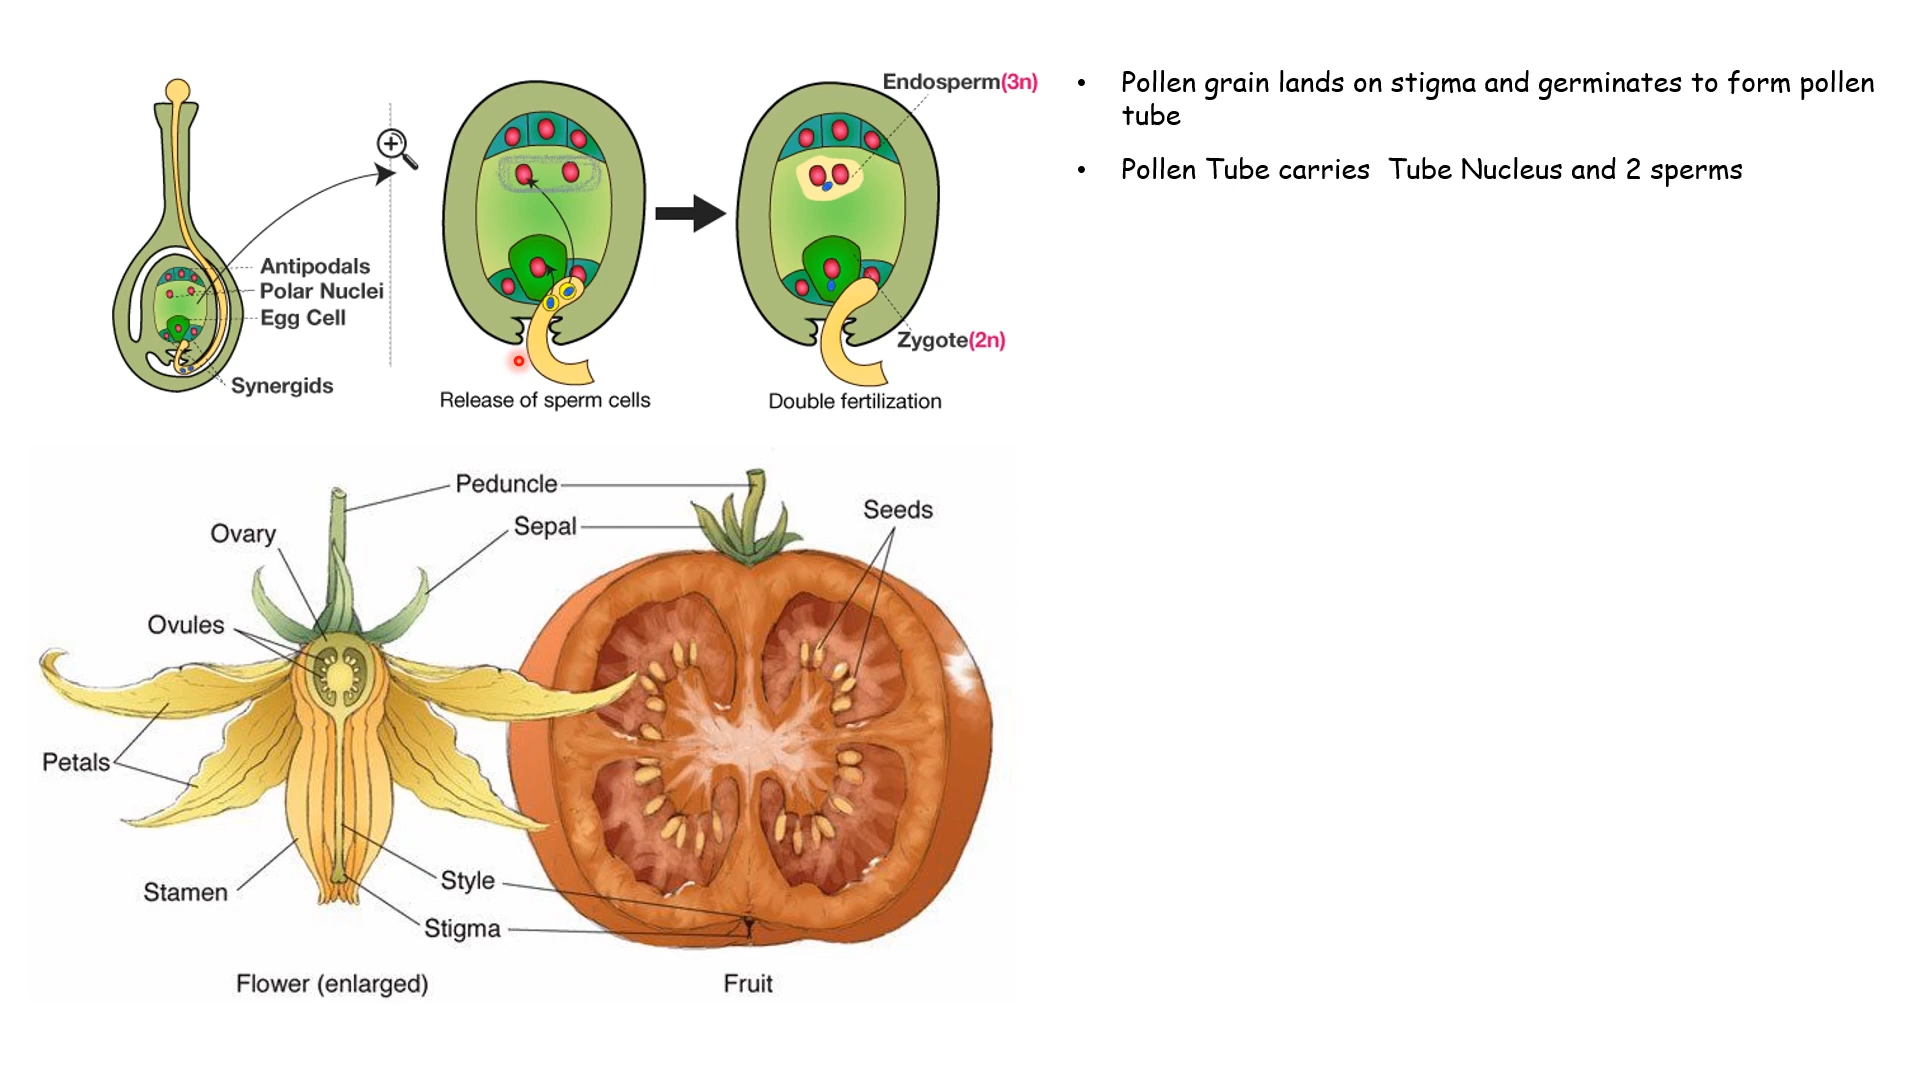 Endosperm(3n)
Antipodals
Polar Nuclei
Egg Cell
Synergids
Zygote(2n)
Release of sperm cells
Double fertilization
• Pollen grain lands on stigma and germinates to form pollen
tube
• Pollen Tube carries  Tube Nucleus and 2 sperms
Peduncle
Sepal
Seeds
Ovary
Ovules
Petals
Stamen
Style
Stigma
Flower (enlarged)
Fruit